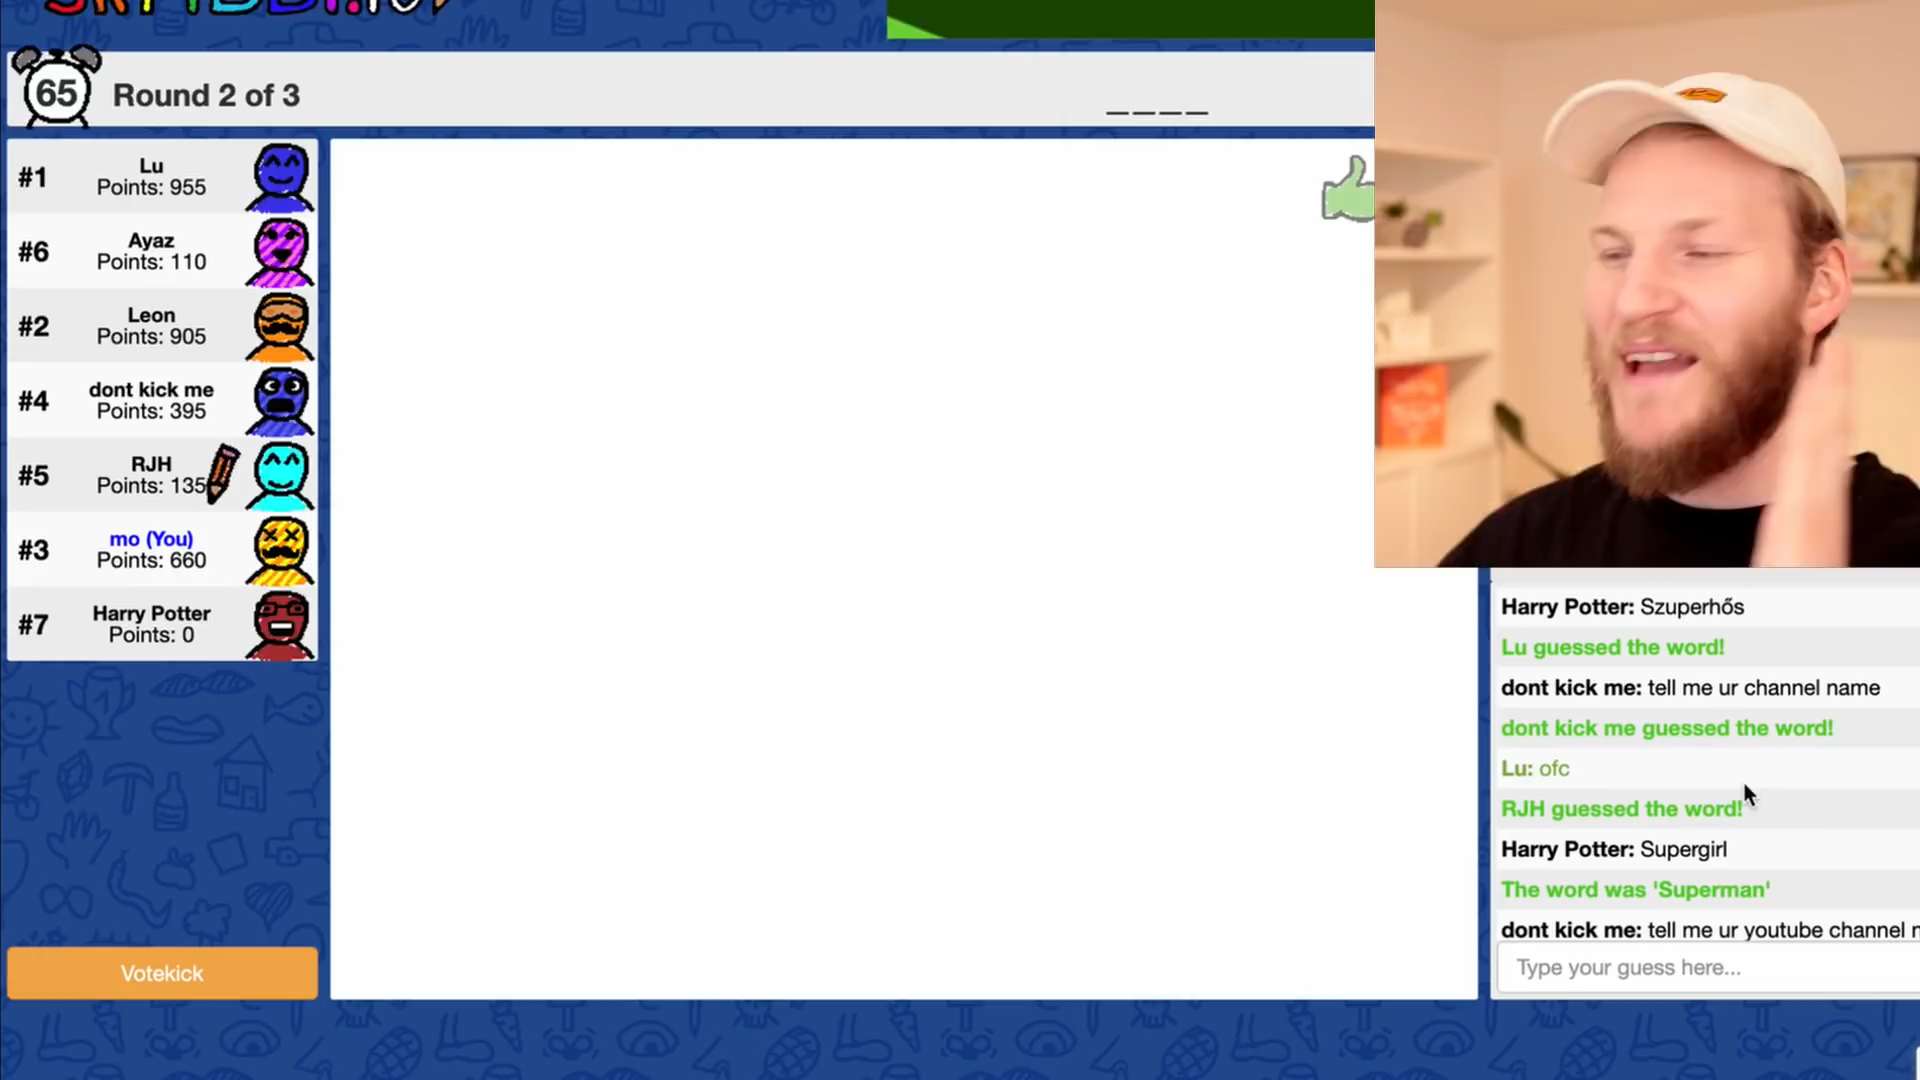 skribbl.io
65
Round 2 of 3
____
#1
Lu
Points: 955
#6
Ayaz
Points: 110
#2
Leon
Points: 905
#4
dont kick me
Points: 395
#5
RJH
Points: 135
#3
mo (You)
Points: 660
#7
Harry Potter
Points: 0
Votekick
Harry Potter: Szuperhős
Lu guessed the word!
dont kick me: tell me ur channel name
dont kick me guessed the word!
Lu: ofc
RJH guessed the word!
Harry Potter: Supergirl
The word was 'Superman'
dont kick me: tell me ur youtube channel
Type your guess here...